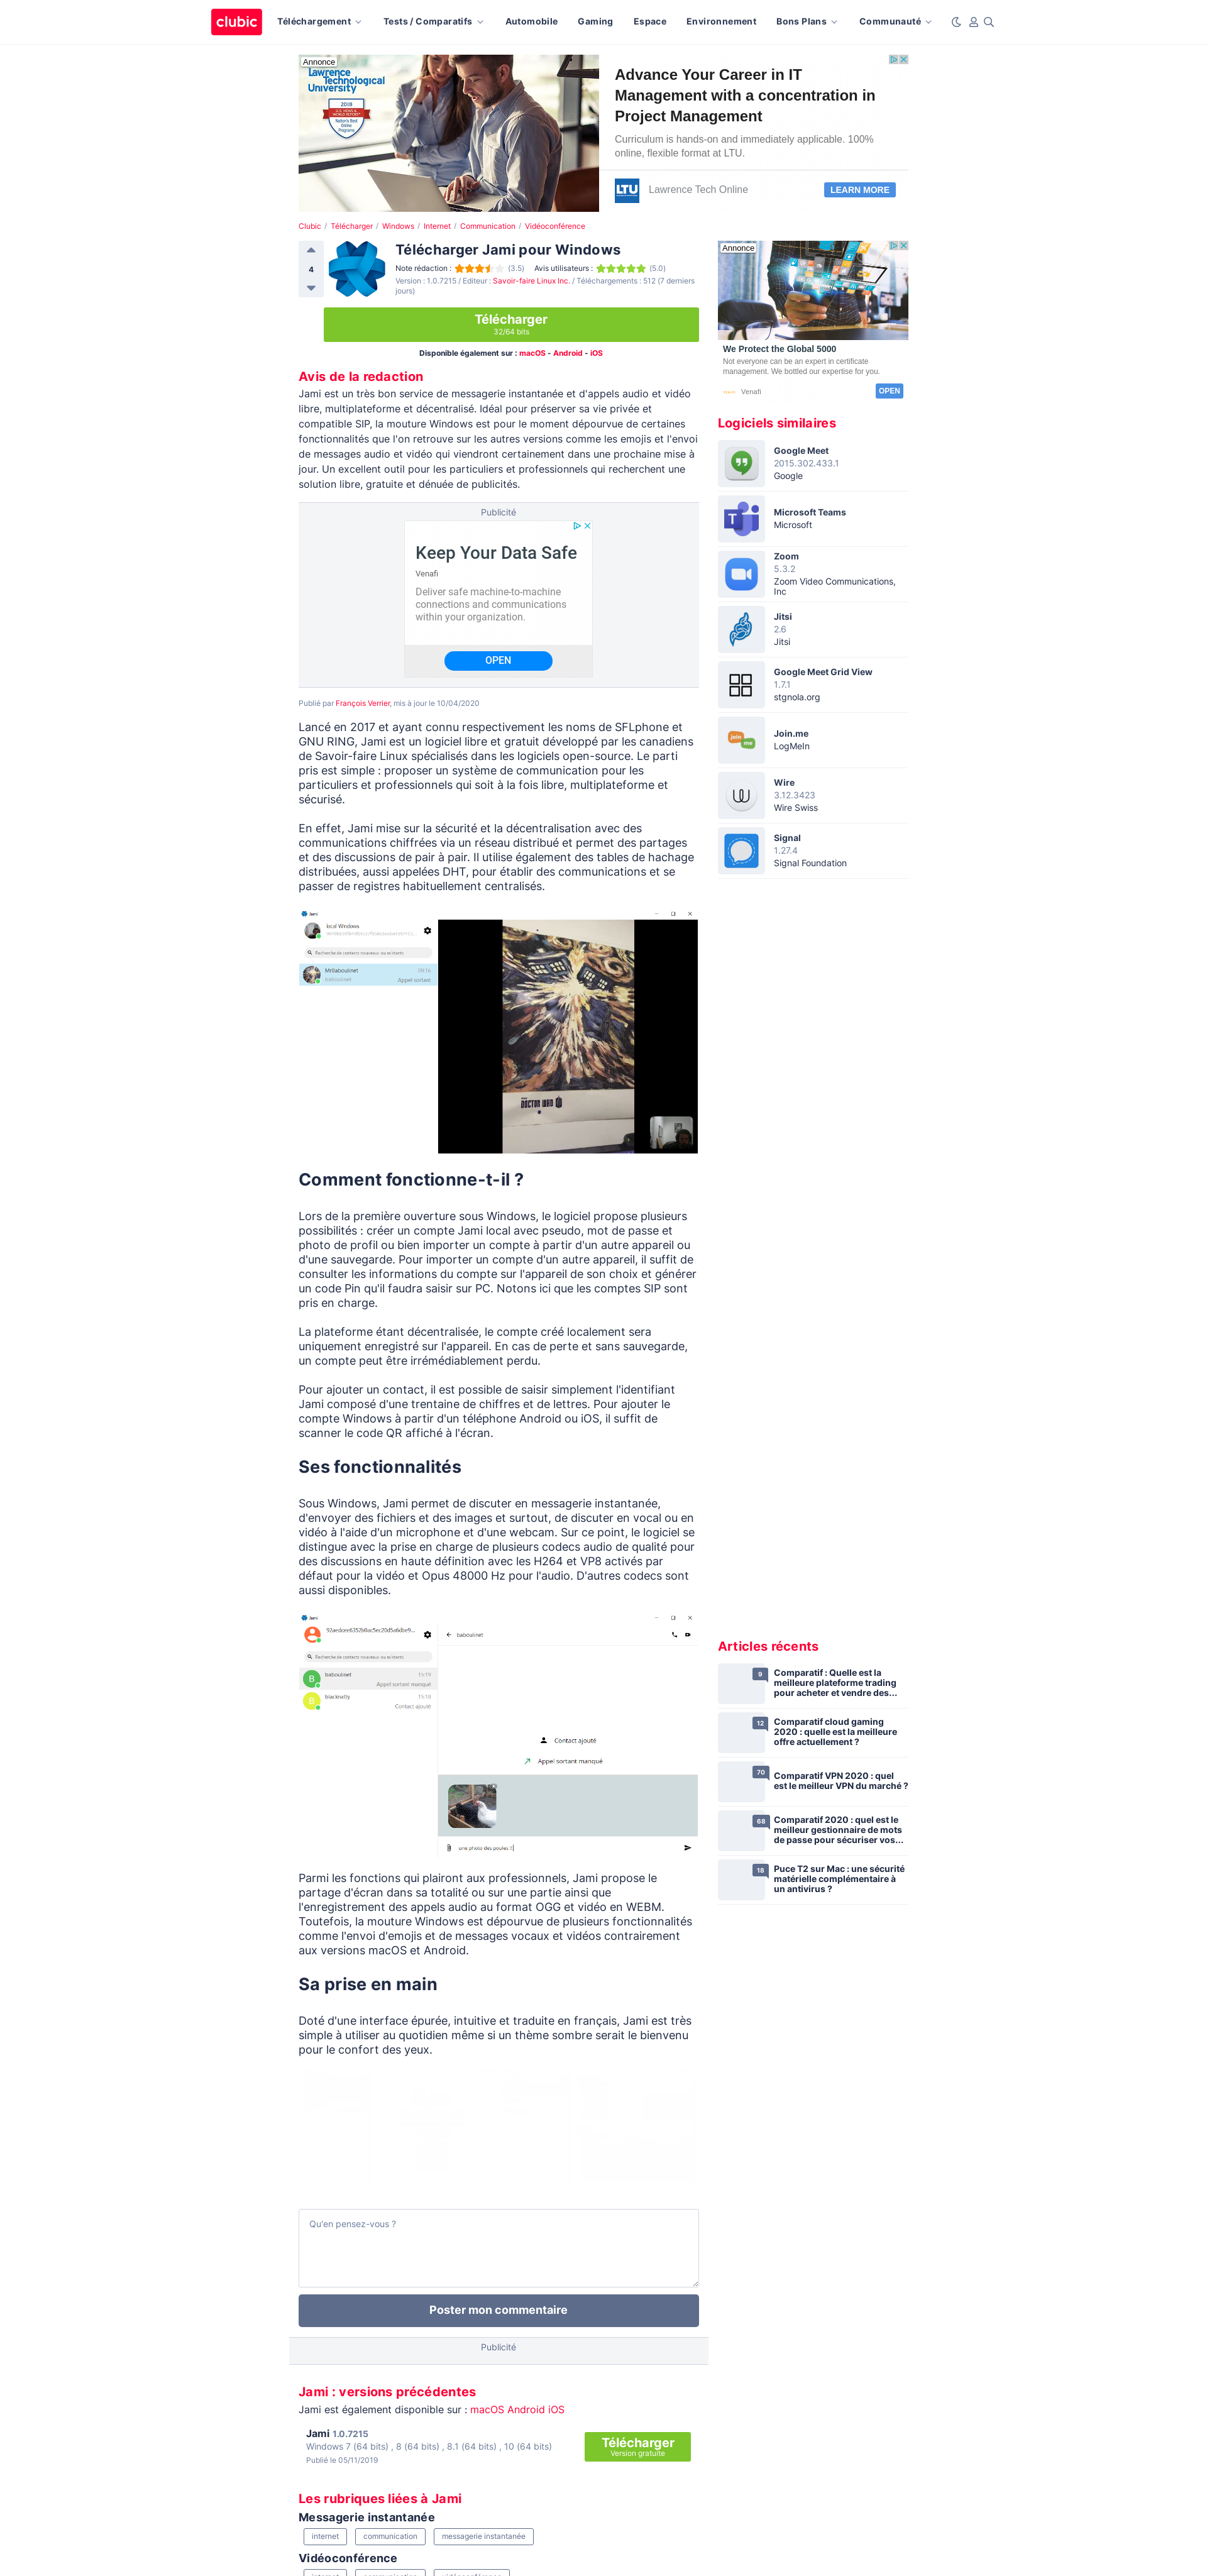 clubic
Téléchargement
Tests / Comparatifs
Automobile
Gaming
Espace
Environnement
Bons Plans
Communauté
Annonce
Lawrence
Technological
University
2018
Advance Your Career in IT
Management with a concentration in
Project Management
Curriculum is hands-on and immediately applicable. 100%
online, flexible format at LTU.
LTU
Lawrence Tech Online
LEARN MORE
Clubic / Télécharger / Windows / Internet / Communication / Vidéoconférence
4
Télécharger Jami pour Windows
Note rédaction : (3.5) Avis utilisateurs : (5.0)
Version : 1.0.7215 / Editeur : Savoir-faire Linux Inc. / Téléchargements : 512 (7 derniers
jours)
Télécharger
32/64 bits
Disponible également sur : macOS - Android - iOS
Avis de la redaction
Jami est un très bon service de messagerie instantanée et d'appels audio et vidéo
libre, multiplateforme et décentralisé. Idéal pour préserver sa vie privée et
compatible SIP, la mouture Windows est pour le moment dépourvue de certaines
fonctionnalités que l'on retrouve sur les autres versions comme les emojis et l'envoi
de messages audio et vidéo qui viendront certainement dans une prochaine mise à
jour. Un excellent outil pour les particuliers et professionnels qui recherchent une
solution libre, gratuite et dénuée de publicités.
Publicité
Keep Your Data Safe
Venafi
Deliver safe machine-to-machine
connections and communications
within your organization.
OPEN
Publié par François Verrier, mis à jour le 10/04/2020
Lancé en 2017 et ayant connu respectivement les noms de SFLphone et
GNU RING, Jami est un logiciel libre et gratuit développé par les canadiens
de Savoir-faire Linux spécialisés dans les logiciels open-source. Le parti
pris est simple : proposer un système de communication pour les
particuliers et professionnels qui soit à la fois libre, multiplateforme et
sécurisé.
En effet, Jami mise sur la sécurité et la décentralisation avec des
communications chiffrées via un réseau distribué et permet des partages
et des discussions de pair à pair. Il utilise également des tables de hachage
distribuées, aussi appelées DHT, pour établir des communications et se
passer de registres habituellement centralisés.
Jami
local Windows
Recherche de contacts nouveaux ou existants
MrBaboulinet
baboulinet
Appel sortant
DOCTOR WHO
Comment fonctionne-t-il ?
Lors de la première ouverture sous Windows, le logiciel propose plusieurs
possibilités : créer un compte Jami local avec pseudo, mot de passe et
photo de profil ou bien importer un compte à partir d'un autre appareil ou
d'une sauvegarde. Pour importer un compte d'un autre appareil, il suffit de
consulter les informations du compte sur l'appareil de son choix et générer
un code Pin qu'il faudra saisir sur PC. Notons ici que les comptes SIP sont
pris en charge.
La plateforme étant décentralisée, le compte créé localement sera
uniquement enregistré sur l'appareil. En cas de perte et sans sauvegarde,
un compte peut être irrémédiablement perdu.
Pour ajouter un contact, il est possible de saisir simplement l'identifiant
Jami composé d'une trentaine de chiffres et de lettres. Pour ajouter le
compte Windows à partir d'un téléphone Android ou iOS, il suffit de
scanner le code QR affiché à l'écran.
Ses fonctionnalités
Sous Windows, Jami permet de discuter en messagerie instantanée,
d'envoyer des fichiers et des images et surtout, de discuter en vocal ou en
vidéo à l'aide d'un microphone et d'une webcam. Sur ce point, le logiciel se
distingue avec la prise en charge de plusieurs codecs audio de qualité pour
des discussions en haute définition avec les H264 et VP8 activés par
défaut pour la vidéo et Opus 48000 Hz pour l'audio. D'autres codecs sont
aussi disponibles.
Jami
baboulinet
Recherche de contacts nouveaux ou existants
B
baboulinet
15:19
Appel sortant manqué
B
blacknally
15:18
Contact ajouté
Contact ajouté
Appel sortant manqué
une photo des poules :!
Parmi les fonctions qui plairont aux professionnels, Jami propose le
partage d'écran dans sa totalité ou sur une partie ainsi que
l'enregistrement des appels audio au format OGG et vidéo en WEBM.
Toutefois, la mouture Windows est dépourvue de plusieurs fonctionnalités
comme l'envoi d'emojis et de messages vocaux et vidéos contrairement
aux versions macOS et Android.
Sa prise en main
Doté d'une interface épurée, intuitive et traduite en français, Jami est très
simple à utiliser au quotidien même si un thème sombre serait le bienvenu
pour le confort des yeux.
Qu'en pensez-vous ?
Poster mon commentaire
Publicité
Jami : versions précédentes
Jami est également disponible sur : macOS Android iOS
Jami 1.0.7215
Windows 7 (64 bits) , 8 (64 bits) , 8.1 (64 bits) , 10 (64 bits)
Publié le 05/11/2019
Télécharger
Version gratuite
Les rubriques liées à Jami
Messagerie instantanée
internet
communication
messagerie instantanée
Vidéoconférence
Annonce
We Protect the Global 5000
Not everyone can be an expert in certificate
management. We bottled our expertise for you.
Venafi
OPEN
Logiciels similaires
Google Meet
2015.302.433.1
Google
Microsoft Teams
Microsoft
Zoom
5.3.2
Zoom Video Communications,
Inc
Jitsi
2.6
Jitsi
Google Meet Grid View
1.7.1
stgnola.org
join
me
Join.me
LogMeIn
Wire
3.12.3423
Wire Swiss
Signal
1.27.4
Signal Foundation
Articles récents
9
Comparatif : Quelle est la
meilleure plateforme trading
pour acheter et vendre des...
12
Comparatif cloud gaming
2020 : quelle est la meilleure
offre actuellement ?
70
Comparatif VPN 2020 : quel
est le meilleur VPN du marché ?
68
Comparatif 2020 : quel est le
meilleur gestionnaire de mots
de passe pour sécuriser vos...
18
Puce T2 sur Mac : une sécurité
matérielle complémentaire à
un antivirus ?